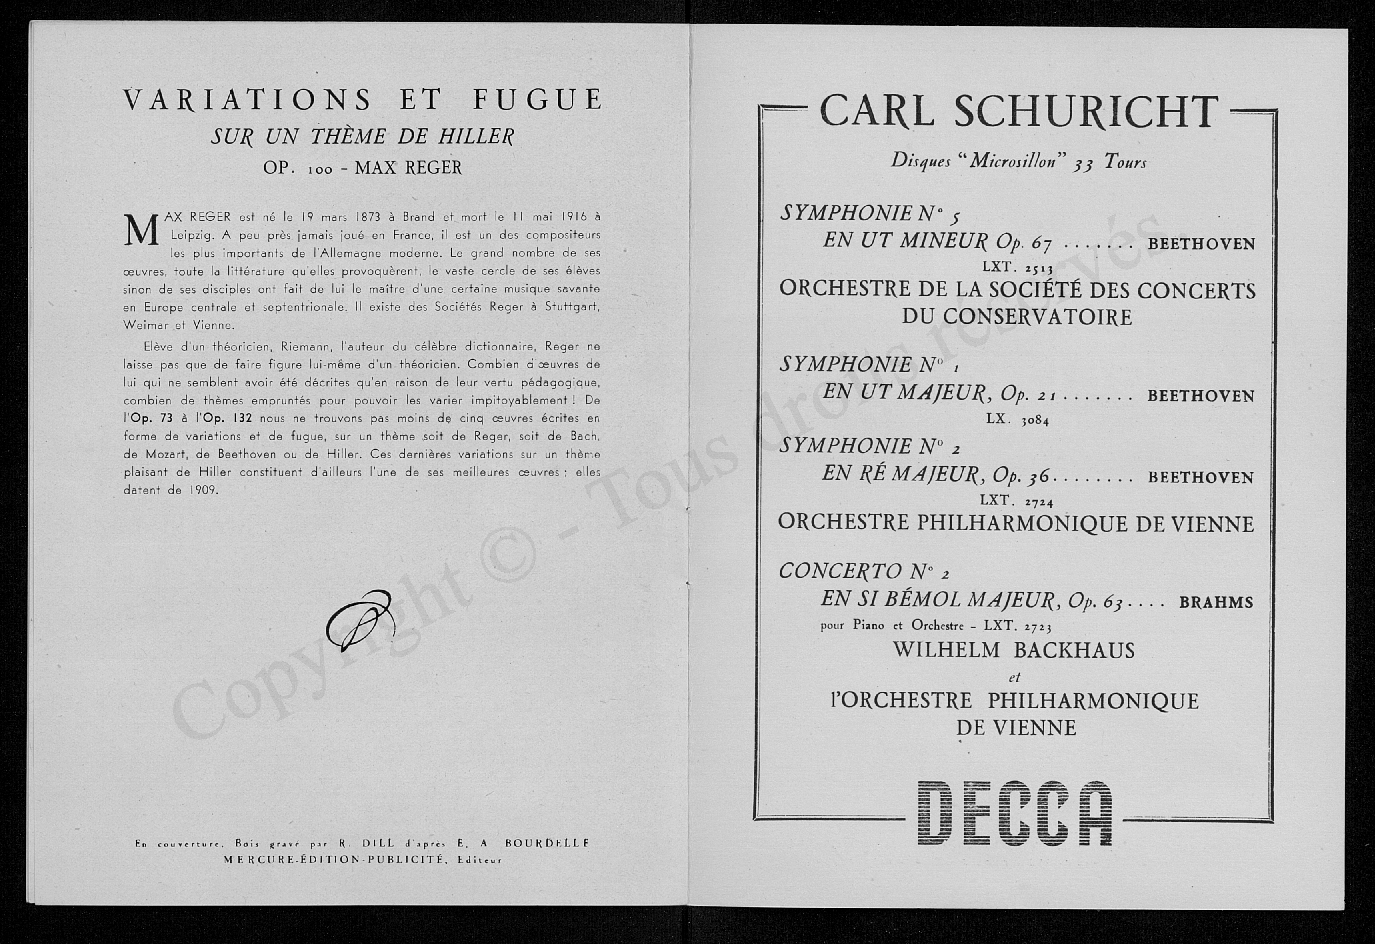 VARIATIONS ET FUGUE
SUR UN THÈME DE HILLER
OP. 100 - MAX REGER
MAX REGER est né le 19 mars 1873 à Brand et mort le 11 mai 1916 à
Leipzig. A peu près jamais joué en France, il est un des compositeurs
les plus importants de l'Allemagne moderne. Le grand nombre de ses
œuvres, toute la littérature qu'elles provoquèrent, le vaste cercle de ses élèves
sinon de ses disciples ont fait de lui le maître d'une certaine musique savante
en Europe centrale et septentrionale. Il existe des Sociétés Reger à Stuttgart,
Weimar et Vienne.
Elève d'un théoricien, Riemann, l'auteur du célèbre dictionnaire, Reger ne
laisse pas que de faire figure lui-même d'un théoricien. Combien d'œuvres de
lui qui ne semblent avoir été décrites qu'en raison de leur vertu pédagogique,
combien de thèmes empruntés pour pouvoir les varier impitoyablement ! De
l'Op. 73 à l'Op. 132 nous ne trouvons pas moins de cinq œuvres écrites en
forme de variations et de fugue, sur un thème soit de Reger, soit de Bach,
de Mozart, de Beethoven ou de Hiller. Ces dernières variations sur un thème
plaisant de Hiller constituent d'ailleurs l'une de ses meilleures œuvres ; elles
datent de 1909.
En couverture, Bois gravé par R. DILL d'après E. A. BOURDELLE
MERCURE-ÉDITION-PUBLICITÉ, Editeur
CARL SCHURICHT
Disques "Microsillon" 33 Tours
SYMPHONIE N° 5
EN UT MINEUR Op. 67 ....... BEETHOVEN
LXT. 2513
ORCHESTRE DE LA SOCIÉTÉ DES CONCERTS
DU CONSERVATOIRE
SYMPHONIE N° 1
EN UT MAJEUR, Op. 21 ....... BEETHOVEN
LX. 3084
SYMPHONIE N° 2
EN RÉ MAJEUR, Op. 36 ........ BEETHOVEN
LXT. 2724
ORCHESTRE PHILHARMONIQUE DE VIENNE
CONCERTO N° 2
EN SI BÉMOL MAJEUR, Op. 63 .... BRAHMS
pour Piano et Orchestre - LXT. 2723
WILHELM BACKHAUS
et
l'ORCHESTRE PHILHARMONIQUE
DE VIENNE
DECCA
Copyright © - Tous droits réservés.